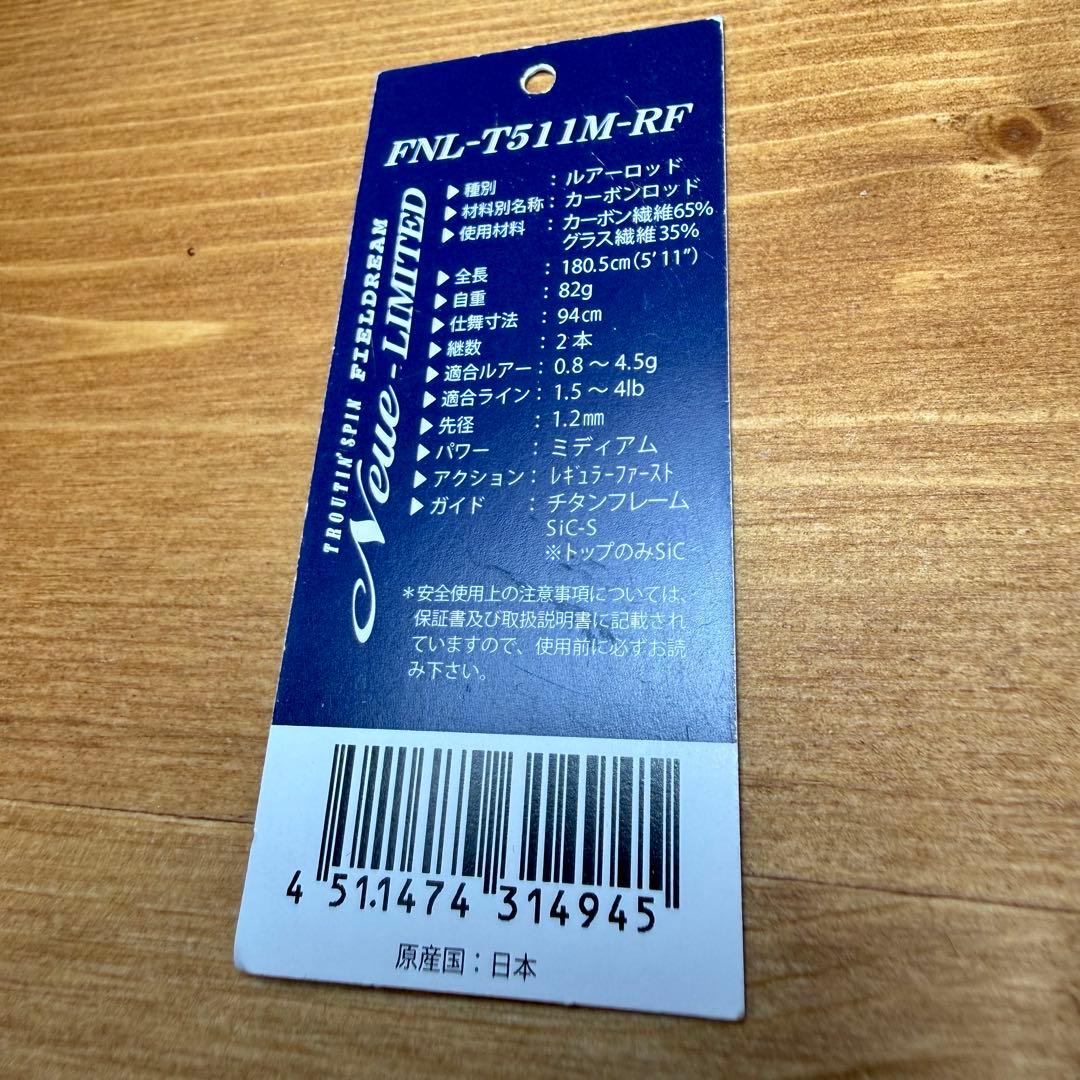 FNL-T511M-RF
TROUTIN' SPIN FIELDREAM
Neue-LIMITED
▶種別 : ルアーロッド
▶材料別名称 : カーボンロッド
▶使用材料 : カーボン繊維65%
グラス繊維35%
▶全長 : 180.5cm(5'11")
▶自重 : 82g
▶仕舞寸法 : 94cm
▶継数 : 2本
▶適合ルアー : 0.8〜4.5g
▶適合ライン : 1.5〜4lb
▶先径 : 1.2mm
▶パワー : ミディアム
▶アクション : レギュラーファースト
▶ガイド : チタンフレーム
SiC-S
※トップのみSiC
*安全使用上の注意事項については、
保証書及び取扱説明書に記載され
ていますので、使用前に必ずお読
み下さい。
4 511474 314945
原産国：日本